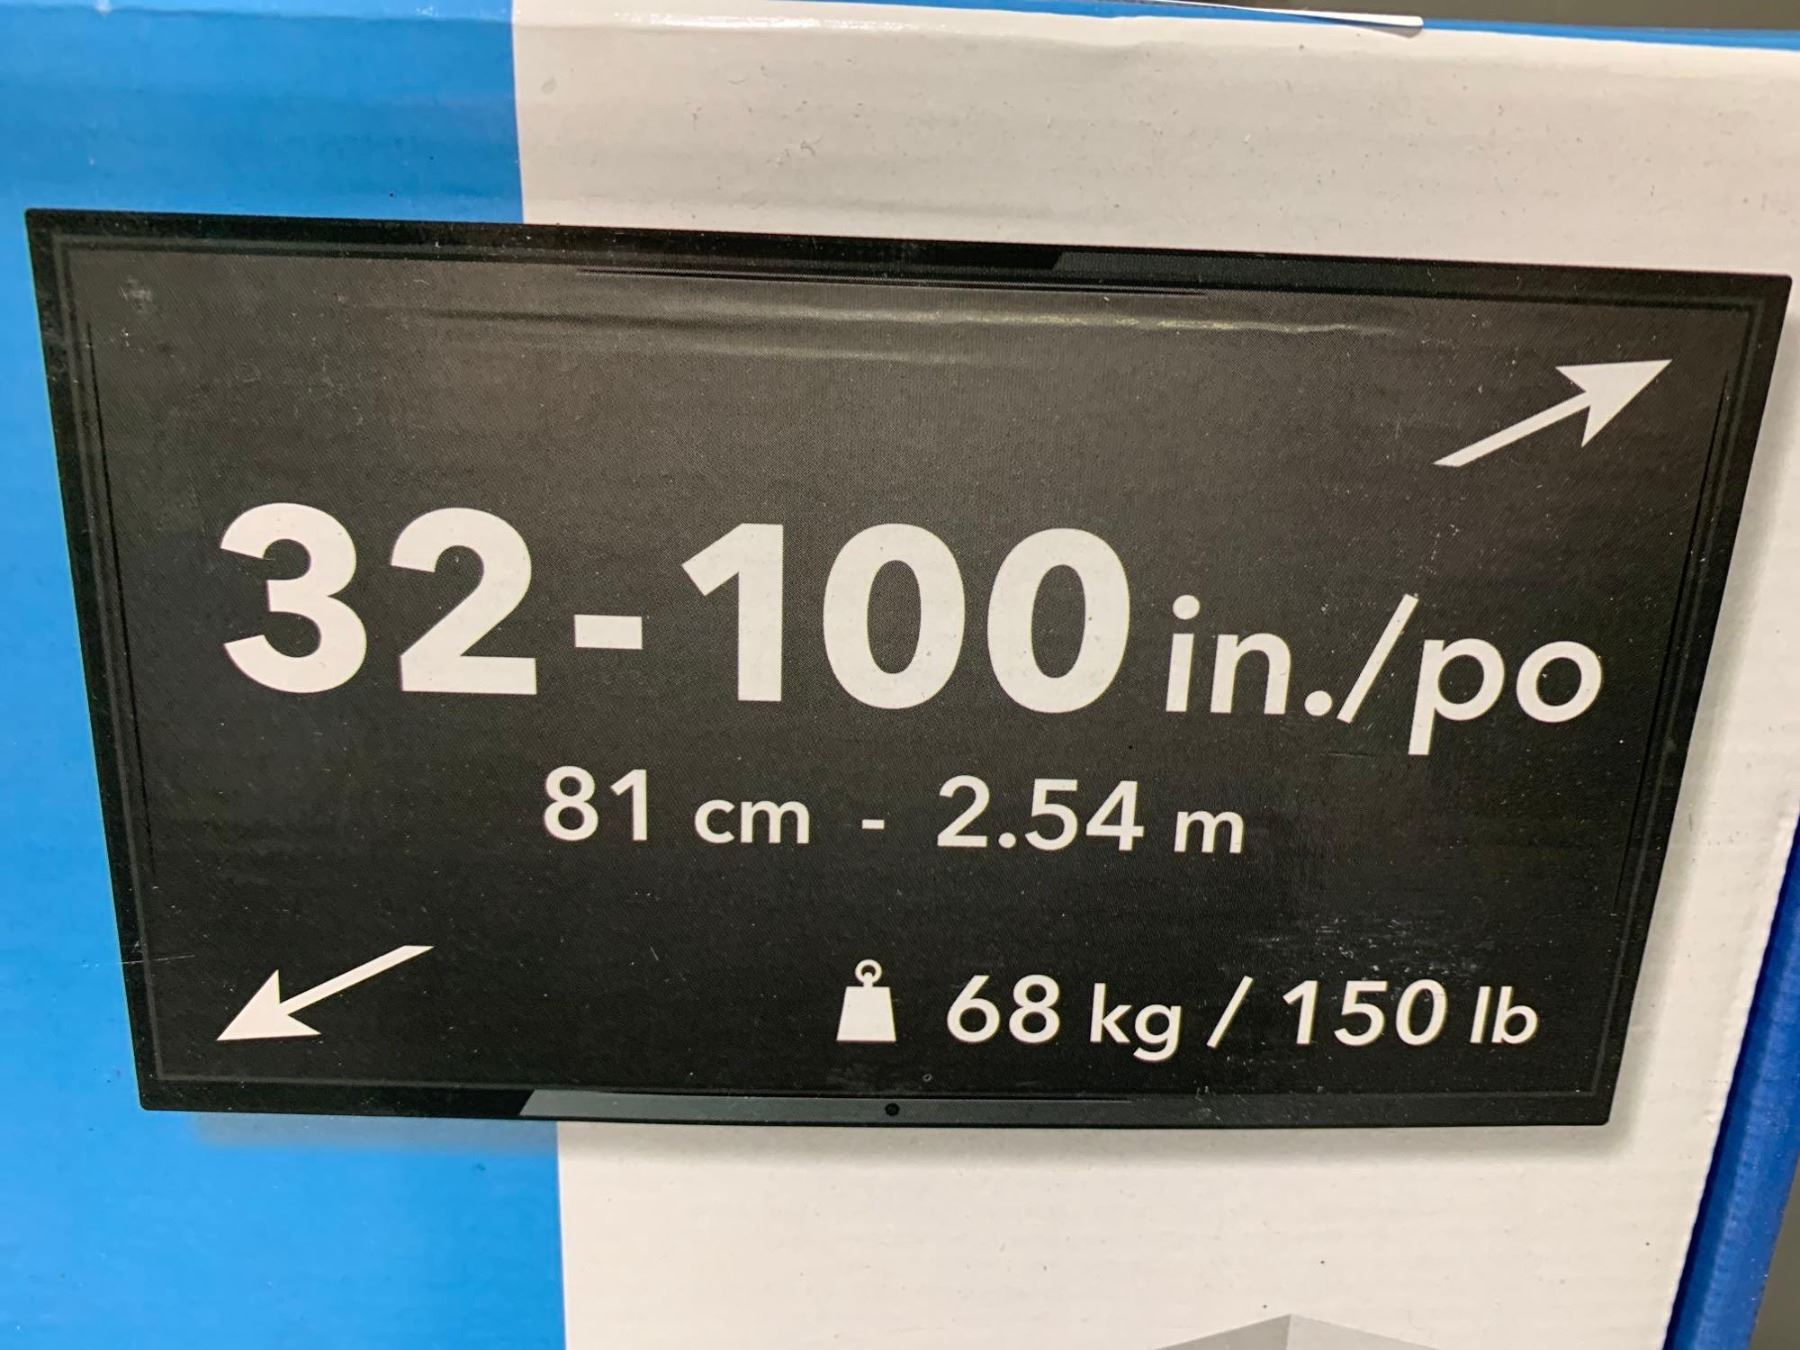 32-100 in./po
81 cm - 2.54 m
68 kg / 150 lb